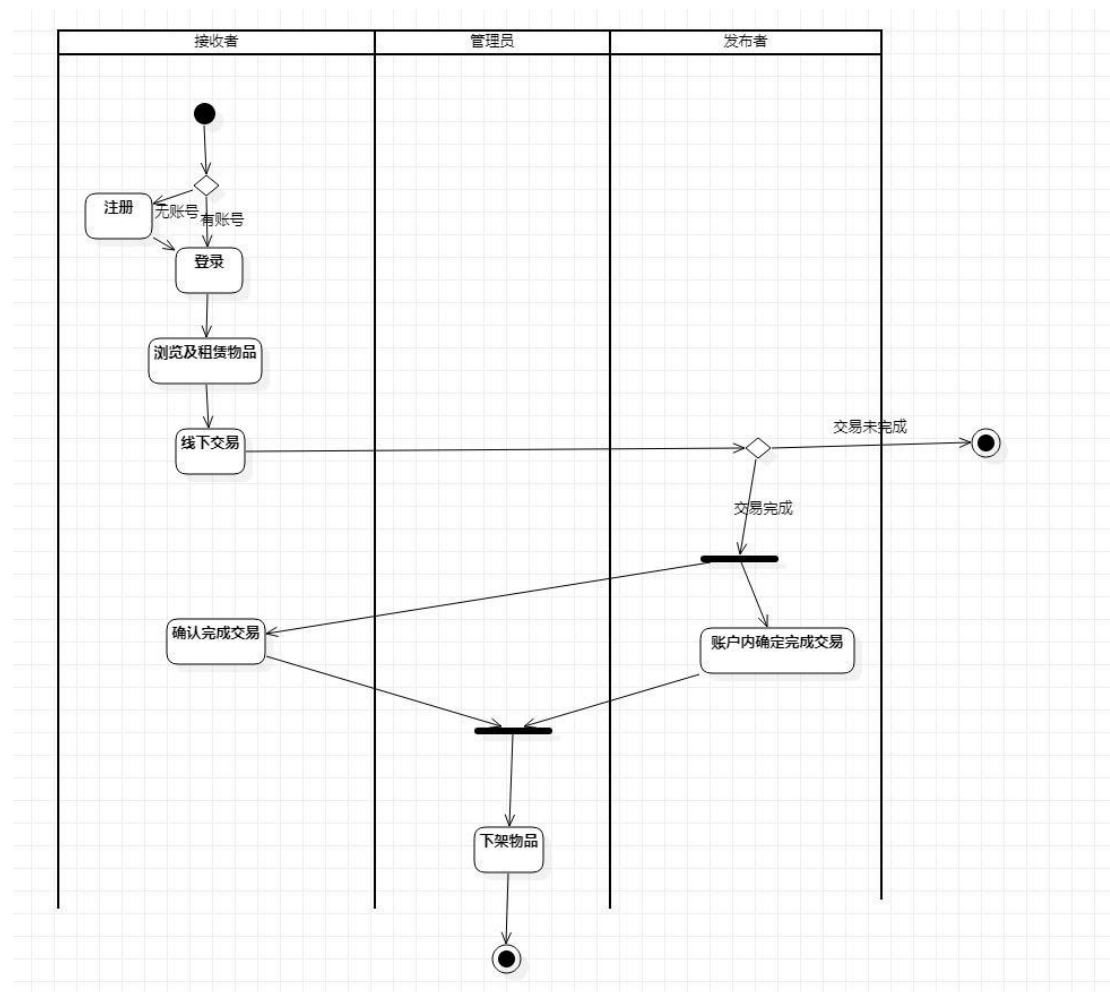 接收者
管理员
发布者
注册
无账号
有账号
登录
浏览及租赁物品
线下交易
交易未完成
交易完成
确认完成交易
账户内确定完成交易
下架物品